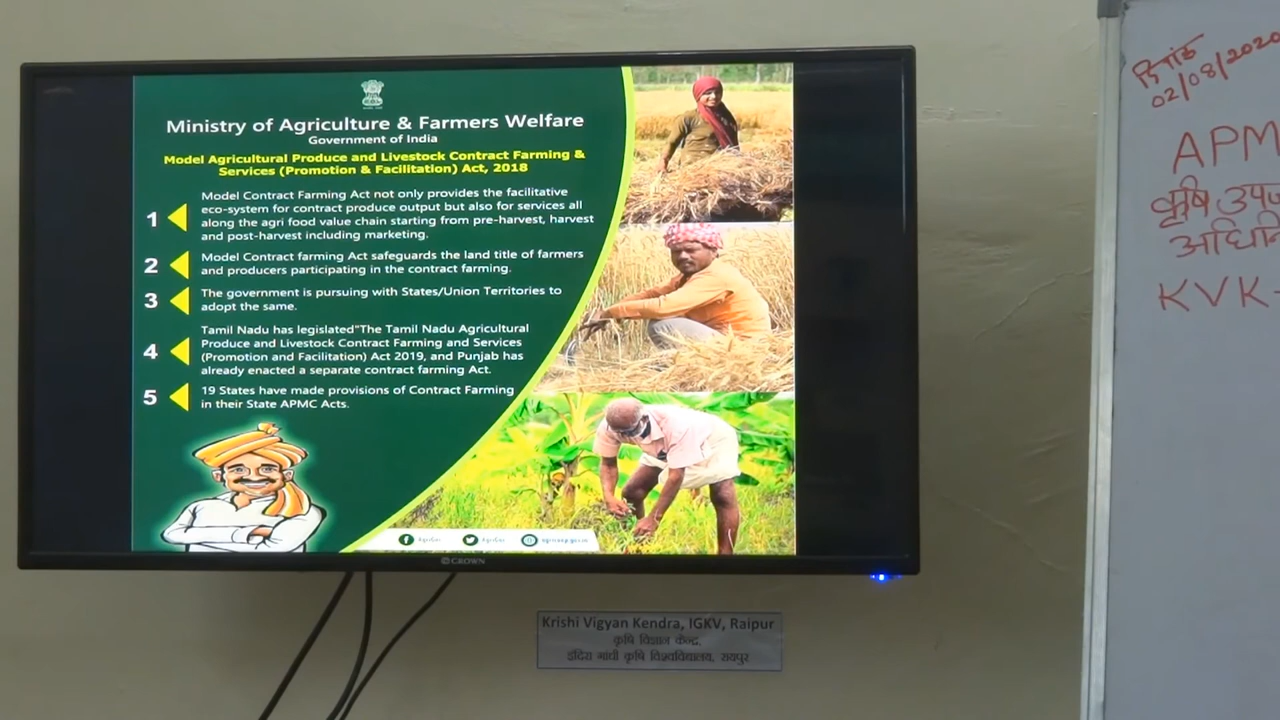 Ministry of Agriculture & Farmers Welfare
Government of India
Model Agricultural Produce and Livestock Contract Farming &
Services (Promotion & Facilitation) Act, 2018
1
Model Contract Farming Act not only provides the facilitative
eco-system for contract produce output but also for services all
along the agri food value chain starting from pre-harvest, harvest
and post-harvest including marketing.
2
Model Contract farming Act safeguards the land title of farmers
and producers participating in the contract farming.
3
The government is pursuing with States/Union Territories to
adopt the same.
4
Tamil Nadu has legislated"The Tamil Nadu Agricultural
Produce and Livestock Contract Farming and Services
(Promotion and Facilitation) Act 2019, and Punjab has
already enacted a separate contract farming Act.
5
19 States have made provisions of Contract Farming
in their State APMC Acts.
AgriGoI
AgriGoI
agricoop.gov.in
CROWN
Krishi Vigyan Kendra, IGKV, Raipur
कृषि विज्ञान केन्द्र,
इंदिरा गांधी कृषि विश्वविद्यालय, रायपुर
02/08/2020
APM
कृषि उपज
अधिनि
KVK-